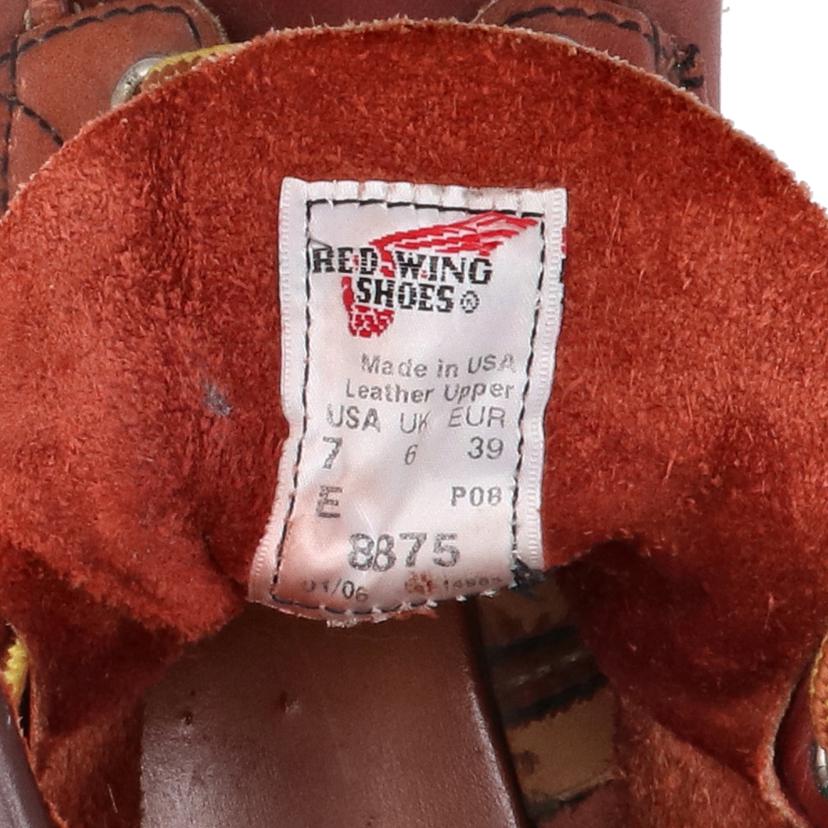 RED WING
SHOES®
Made in USA
Leather Upper
USA UK EUR
7 6 39
E P08
8875
01/06